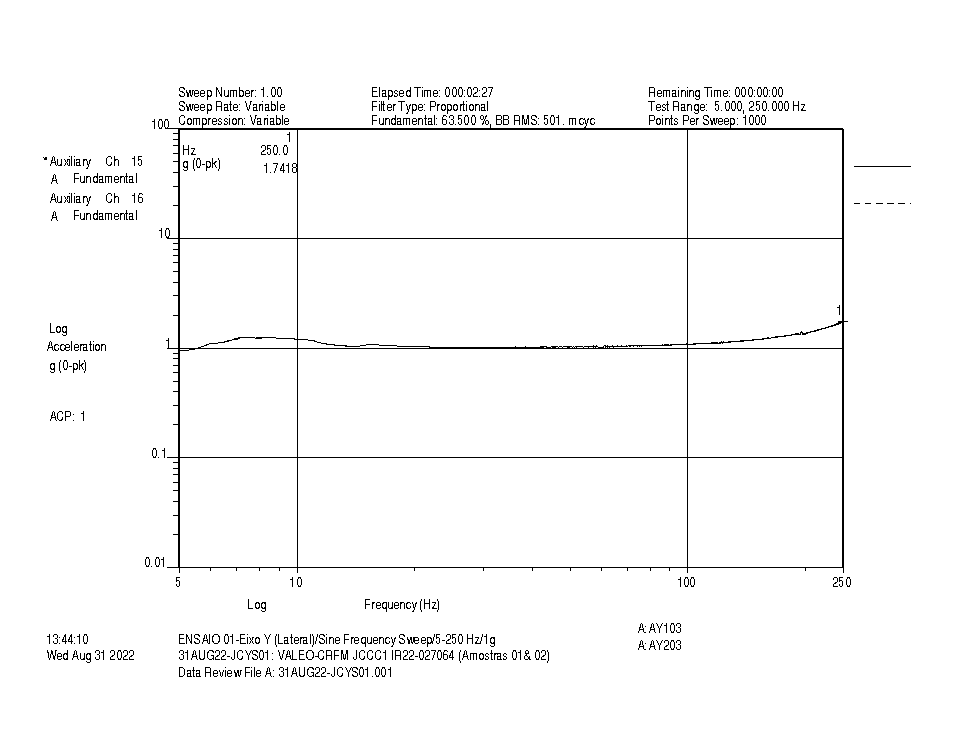 Sweep Number: 1.00 Elapsed Time: 000:02:27 Remaining Time: 000:00:00
Sweep Rate: Variable Filter Type: Proportional Test Range: 5.000, 250.000 Hz
Compression: Variable Fundamental: 63.500 %, BB RMS: 501. mcyc Points Per Sweep: 1000
100
1
Hz 250.0
g (0-pk) 1.7418
* Auxiliary Ch 15
A Fundamental
Auxiliary Ch 16
A Fundamental
10
1
Log
Acceleration
g (0-pk)
1
ACP: 1
0.1
0.01
5 10 100 250
Log Frequency (Hz)
A: AY103
A: AY203
13:44:10 ENSAIO 01-Eixo Y (Lateral)/Sine Frequency Sweep/5-250 Hz/1g
Wed Aug 31 2022 31AUG22-JCYS01: VALEO-CRFM JCCC1 IR22-027064 (Amostras 01& 02)
Data Review File A: 31AUG22-JCYS01.001